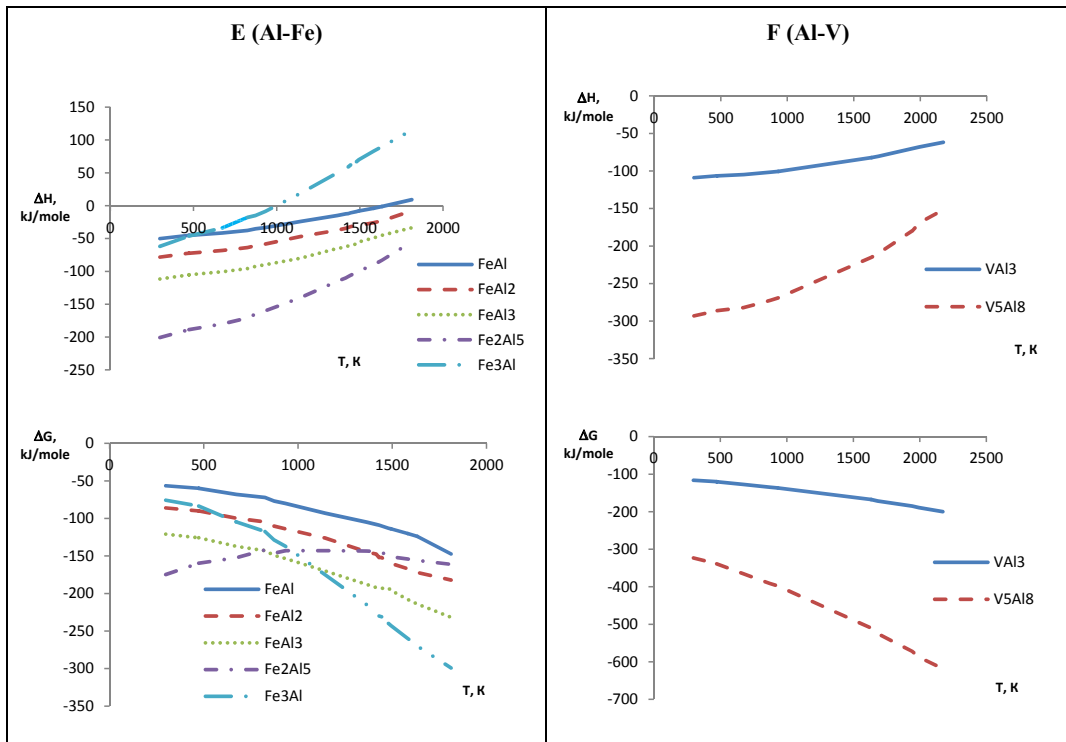 E (Al-Fe)
ΔH,
kJ/mole
150
100
50
0
-50
-100
-150
-200
-250
0
500
1000
1500
2000
FeAl
FeAl2
FeAl3
Fe2Al5
Fe3Al
T, K
ΔG,
kJ/mole
0
-50
-100
-150
-200
-250
-300
-350
0
500
1000
1500
2000
FeAl
FeAl2
FeAl3
Fe2Al5
Fe3Al
T, K
F (Al-V)
ΔH,
kJ/mole
0
-50
-100
-150
-200
-250
-300
-350
0
500
1000
1500
2000
2500
VAl3
V5Al8
T, K
ΔG
kJ/mole
0
-100
-200
-300
-400
-500
-600
-700
0
500
1000
1500
2000
2500
VAl3
V5Al8
T, K